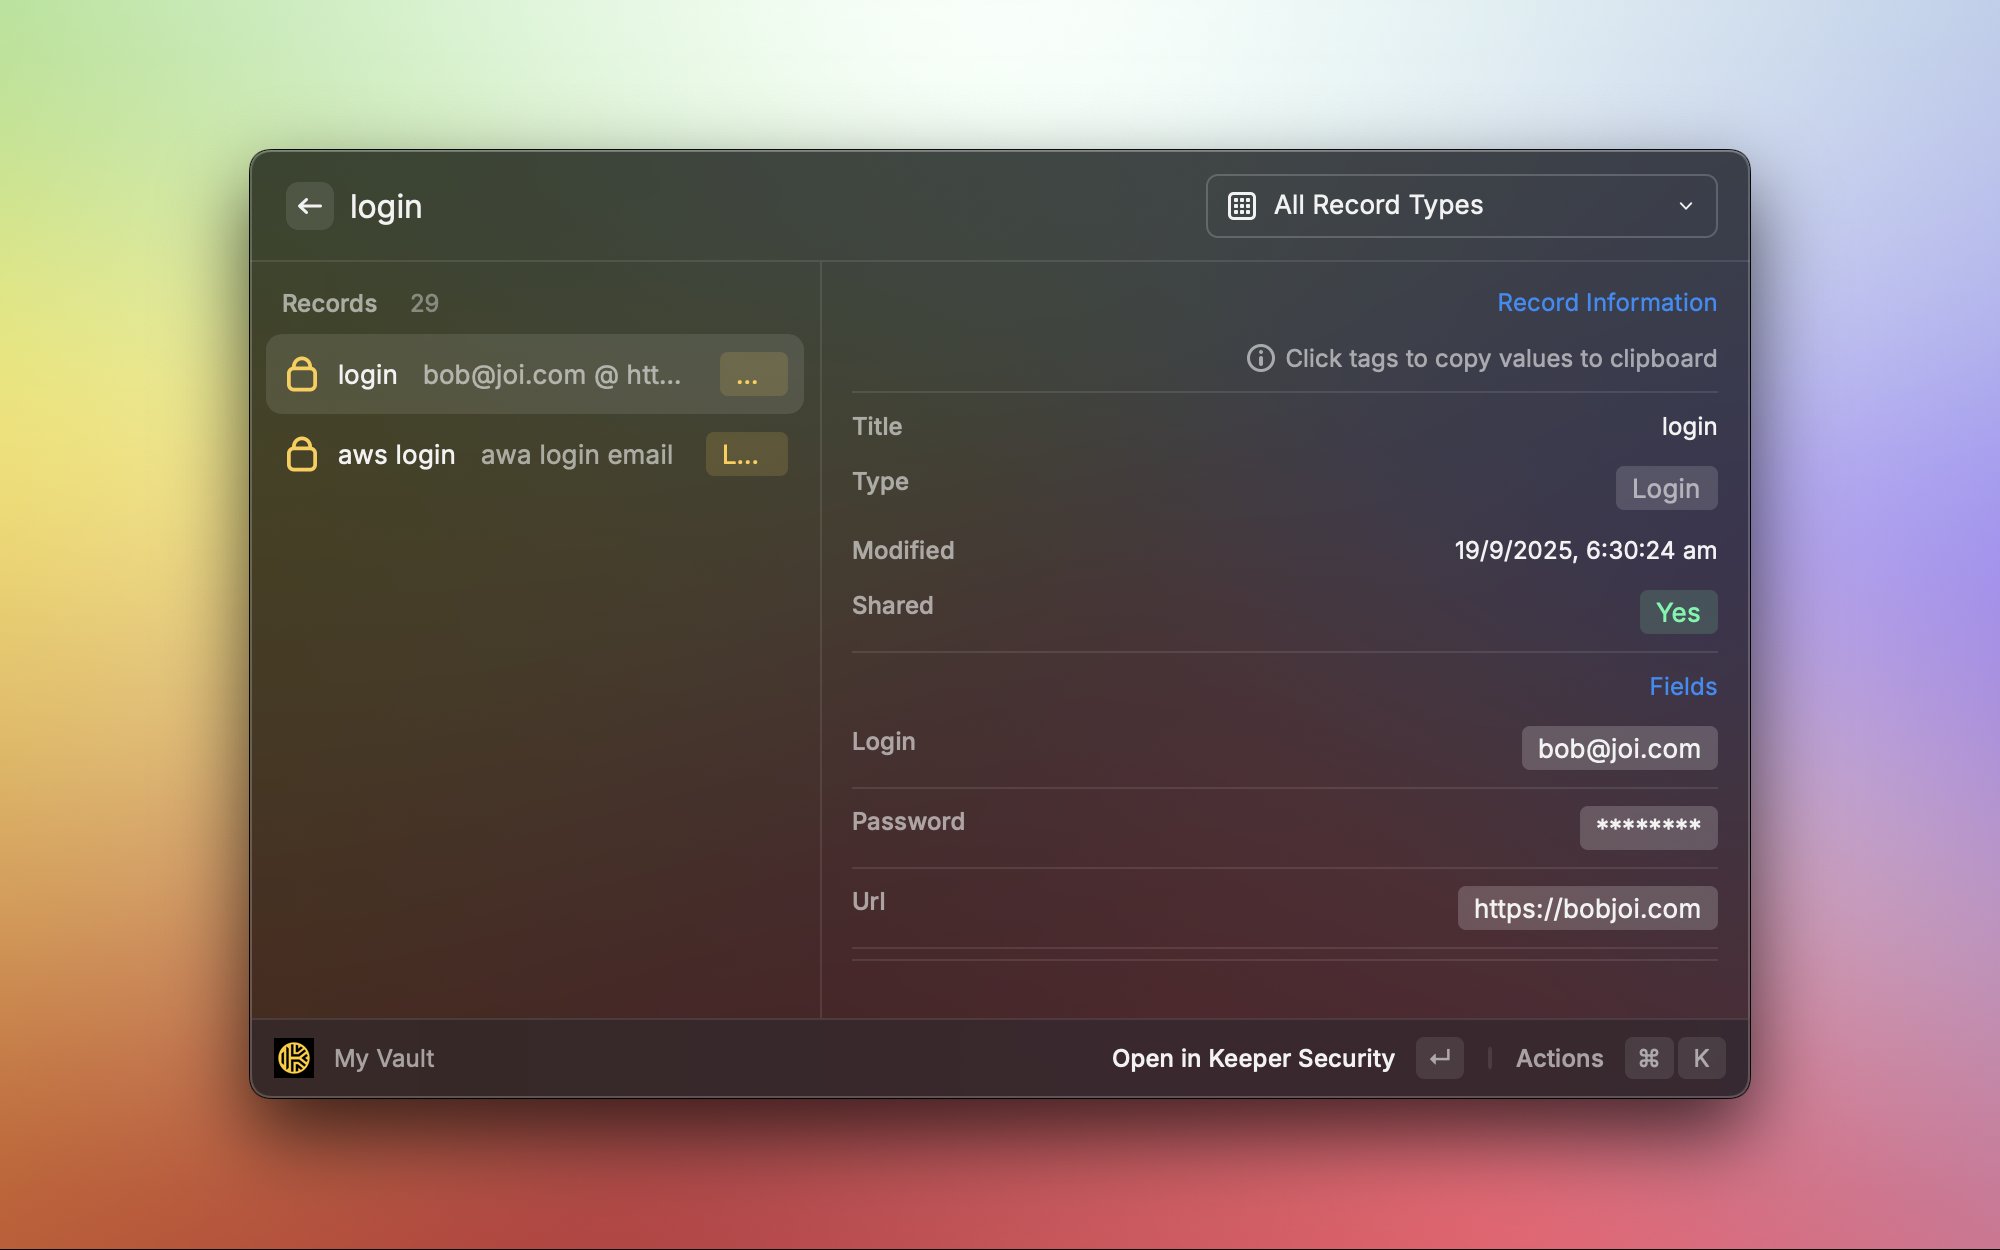 login
All Record Types
Records 29
login bob@joi.com @ htt... ...
aws login awa login email L...
Record Information
Click tags to copy values to clipboard
Title login
Type Login
Modified 19/9/2025, 6:30:24 am
Shared Yes
Fields
Login bob@joi.com
Password ********
Url https://bobjoi.com
My Vault
Open in Keeper Security ↵ | Actions ⌘ K